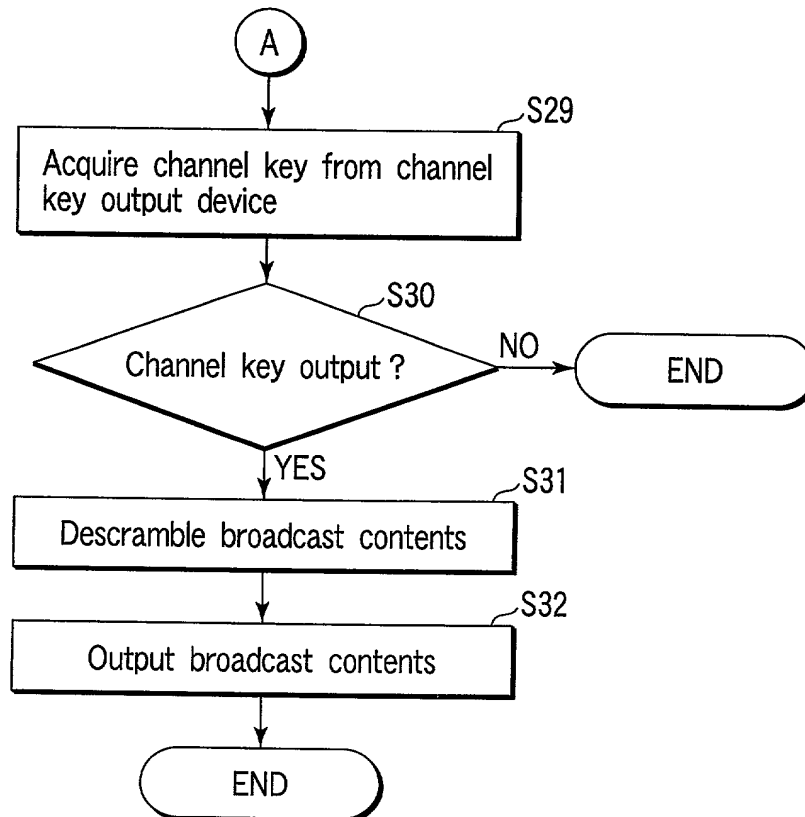 A
S29
Acquire channel key from channel
key output device
S30
Channel key output ?
NO
END
YES
S31
Descramble broadcast contents
S32
Output broadcast contents
END